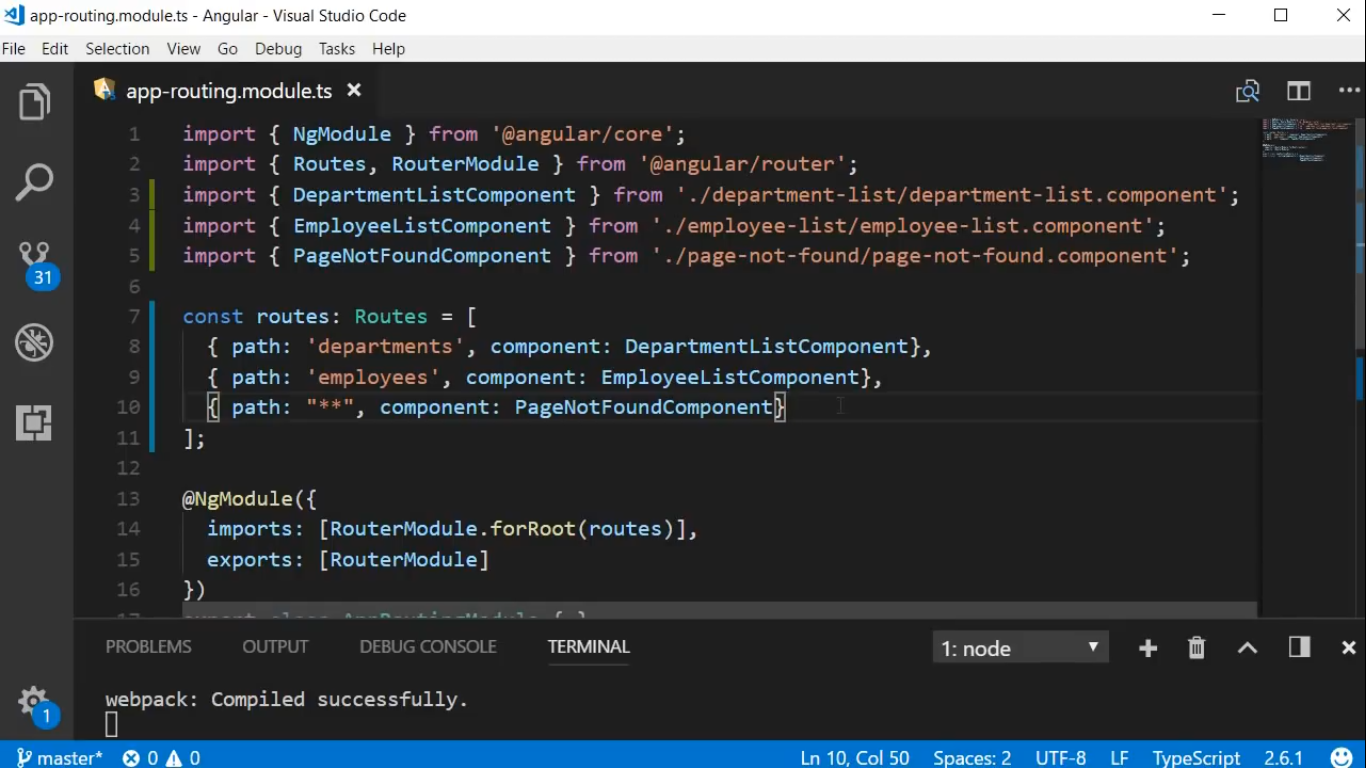 app-routing.module.ts - Angular - Visual Studio Code
File Edit Selection View Go Debug Tasks Help
app-routing.module.ts
1 import { NgModule } from '@angular/core';
2 import { Routes, RouterModule } from '@angular/router';
3 import { DepartmentListComponent } from './department-list/department-list.component';
4 import { EmployeeListComponent } from './employee-list/employee-list.component';
5 import { PageNotFoundComponent } from './page-not-found/page-not-found.component';
6
7 const routes: Routes = [
8 { path: 'departments', component: DepartmentListComponent},
9 { path: 'employees', component: EmployeeListComponent},
10 { path: "**", component: PageNotFoundComponent}
11 ];
12
13 @NgModule({
14 imports: [RouterModule.forRoot(routes)],
15 exports: [RouterModule]
16 })
17 export class AppRoutingModule { }
31
1
PROBLEMS OUTPUT DEBUG CONSOLE TERMINAL 1: node
webpack: Compiled successfully.
master* 0 0 Ln 10, Col 50 Spaces: 2 UTF-8 LF TypeScript 2.6.1